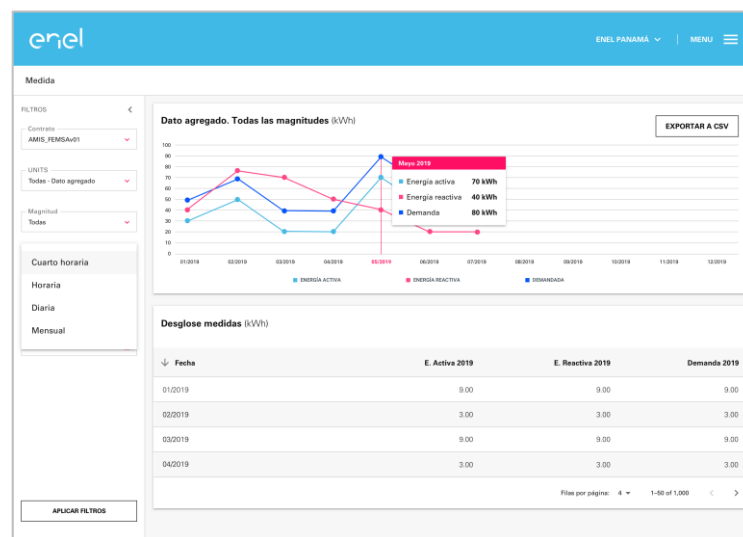 enel
ENEL PANAMÁ
MENU
Medida
FILTROS
Contrato
AMIS_FEMSAv01
UNITS
Todas - Dato agregado
Magnitud
Todas
Cuarto horaria
Horaria
Diaria
Mensual
APLICAR FILTROS
Dato agregado. Todas las magnitudes (kWh)
EXPORTAR A CSV
100
90
80
70
60
50
40
30
20
10
0
Mayo 2019
Energía activa 70 kWh
Energía reactiva 40 kWh
Demanda 80 kWh
01/2019 02/2019 03/2019 04/2019 05/2019 06/2019 07/2019 08/2019 09/2019 10/2019 11/2019 12/2019
ENERGÍA ACTIVA ENERGÍA REACTIVA DEMANDADA
Desglose medidas (kWh)
Fecha E. Activa 2019 E. Reactiva 2019 Demanda 2019
01/2019 9.00 9.00 9.00
02/2019 3.00 3.00 3.00
03/2019 9.00 9.00 9.00
04/2019 3.00 3.00 3.00
Filas por página: 4 1-50 of 1,000